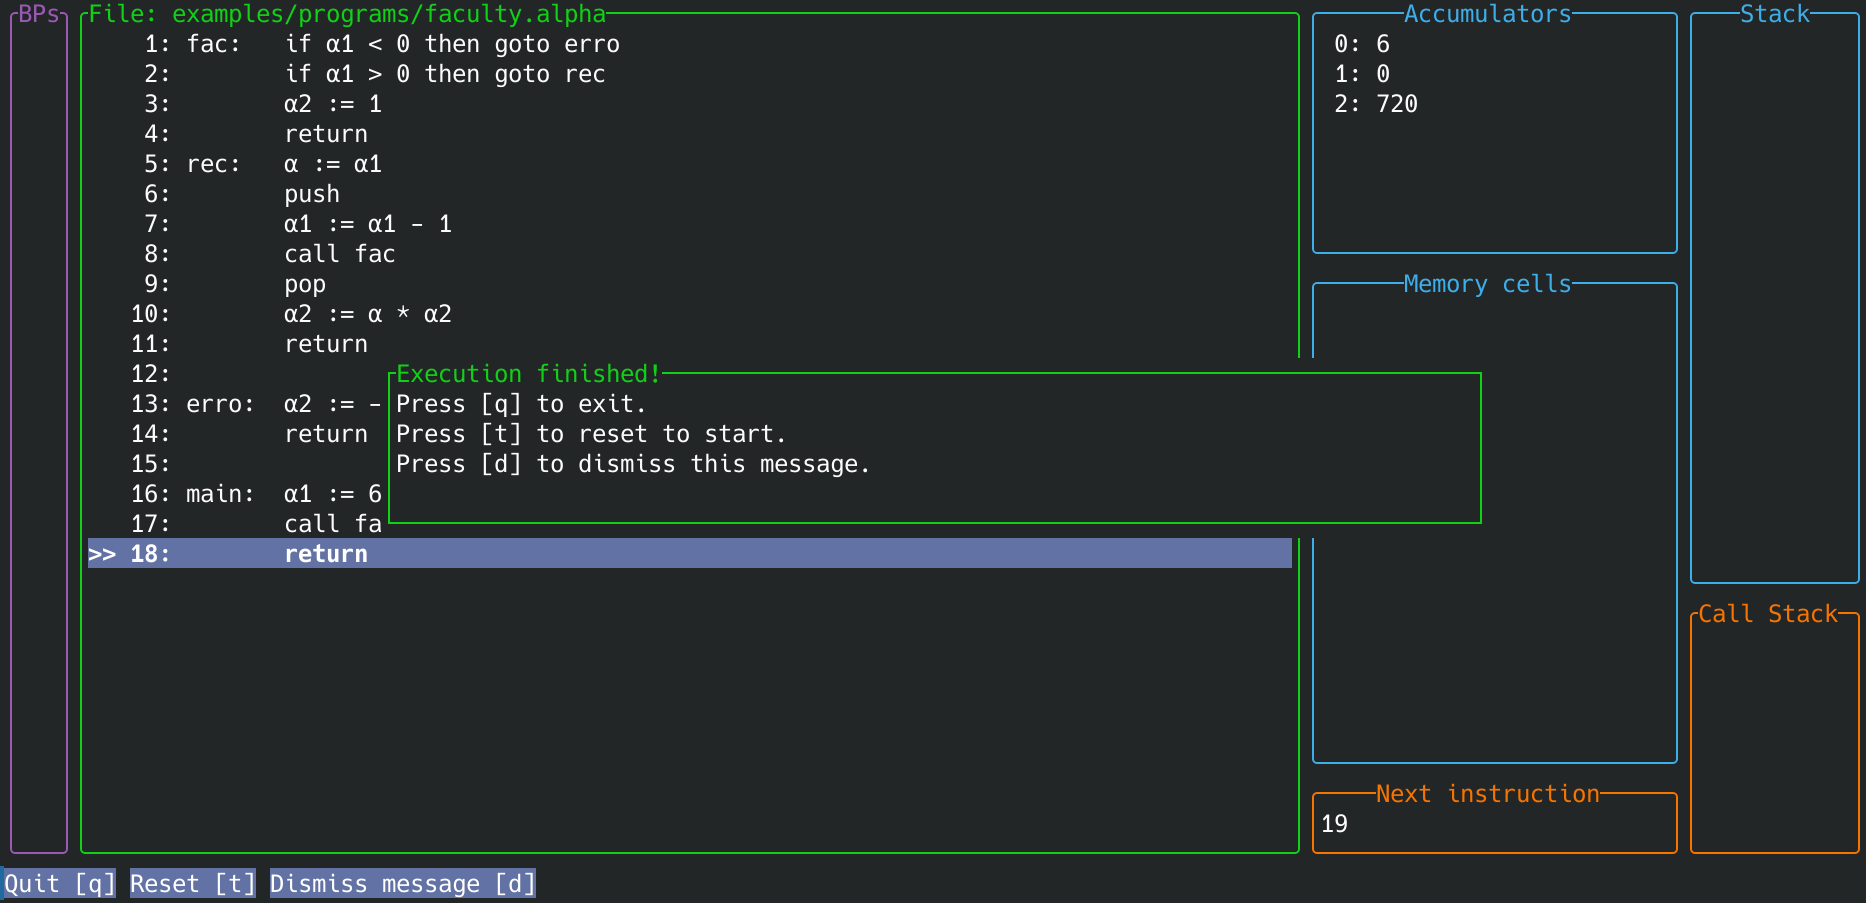 BPs
File: examples/programs/faculty.alpha
1: fac:   if α1 < 0 then goto erro
2:        if α1 > 0 then goto rec
3:        α2 := 1
4:        return
5: rec:   α := α1
6:        push
7:        α1 := α1 - 1
8:        call fac
9:        pop
10:        α2 := α * α2
11:        return
12:
13: erro:  α2 := -
14:        return
15:
16: main:  α1 := 6
17:        call fa
>> 18:        return
Execution finished!
Press [q] to exit.
Press [t] to reset to start.
Press [d] to dismiss this message.
Accumulators
0: 6
1: 0
2: 720
Memory cells
Next instruction
19
Stack
Call Stack
Quit [q] Reset [t] Dismiss message [d]